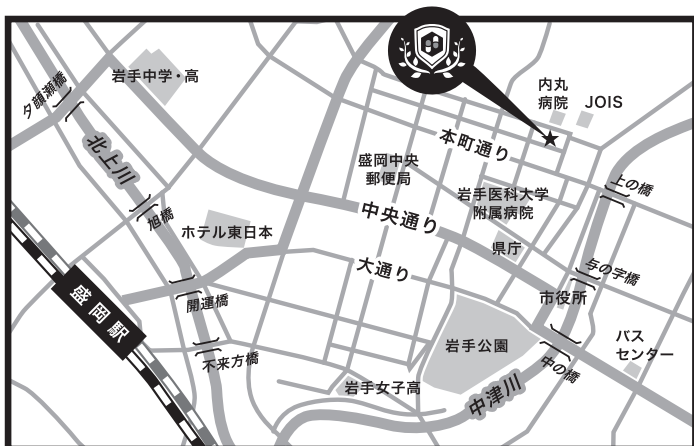 内丸
病院
JOIS
岩手中学・高
夕顔瀬橋
本町通り
北上川
盛岡中央
郵便局
岩手医科大学
附属病院
上の橋
旭橋
ホテル東日本
中央通り
県庁
大通り
与の字橋
盛岡駅
開運橋
市役所
不来方橋
岩手公園
バス
センター
中の橋
岩手女子高
中津川